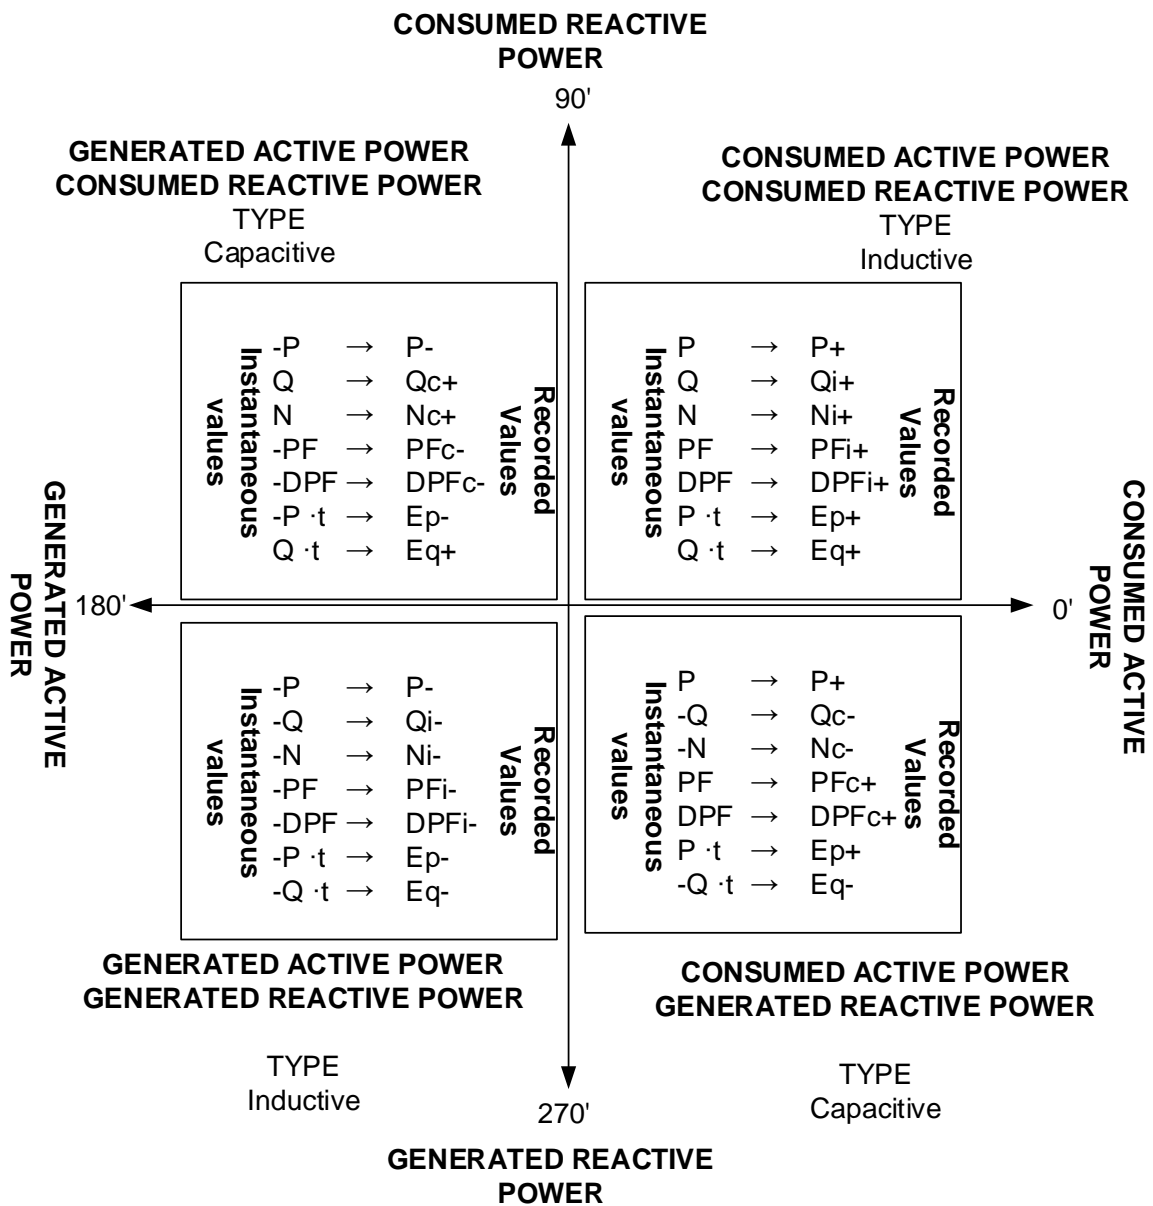 CONSUMED REACTIVE
POWER
90'
GENERATED ACTIVE POWER
CONSUMED REACTIVE POWER
TYPE
Capacitive
CONSUMED ACTIVE POWER
CONSUMED REACTIVE POWER
TYPE
Inductive
Instantaneous
values
-P → P-
Q → Qc+
N → Nc+
-PF → PFc-
-DPF → DPFc-
-P ·t → Ep-
Q ·t → Eq+
Recorded
Values
Instantaneous
values
P → P+
Q → Qi+
N → Ni+
PF → PFi+
DPF → DPFi+
P ·t → Ep+
Q ·t → Eq+
Recorded
Values
GENERATED ACTIVE
POWER
180'
0'
CONSUMED ACTIVE
POWER
Instantaneous
values
-P → P-
-Q → Qi-
-N → Ni-
-PF → PFi-
-DPF → DPFi-
-P ·t → Ep-
-Q ·t → Eq-
Recorded
Values
Instantaneous
values
P → P+
-Q → Qc-
-N → Nc-
PF → PFc+
DPF → DPFc+
P ·t → Ep+
-Q ·t → Eq-
Recorded
Values
GENERATED ACTIVE POWER
GENERATED REACTIVE POWER
TYPE
Inductive
CONSUMED ACTIVE POWER
GENERATED REACTIVE POWER
TYPE
Capacitive
270'
GENERATED REACTIVE
POWER